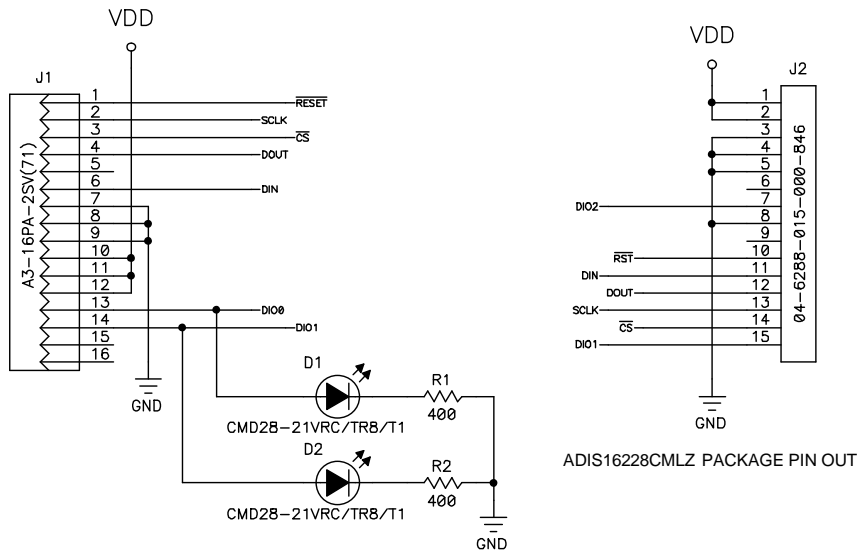 VDD
J1
A3-16PA-2SV(71)
1
2
3
4
5
6
7
8
9
10
11
12
13
14
15
16
RESET
SCLK
CS
DOUT
DIN
DIO0
DIO1
GND
D1
CMD28-21VRC/TR8/T1
R1
400
D2
CMD28-21VRC/TR8/T1
R2
400
GND
VDD
J2
04-6288-015-000-846
1
2
3
4
5
6
7
8
9
10
11
12
13
14
15
DIO2
RST
DIN
DOUT
SCLK
CS
DIO1
GND
ADIS16228CMLZ PACKAGE PIN OUT